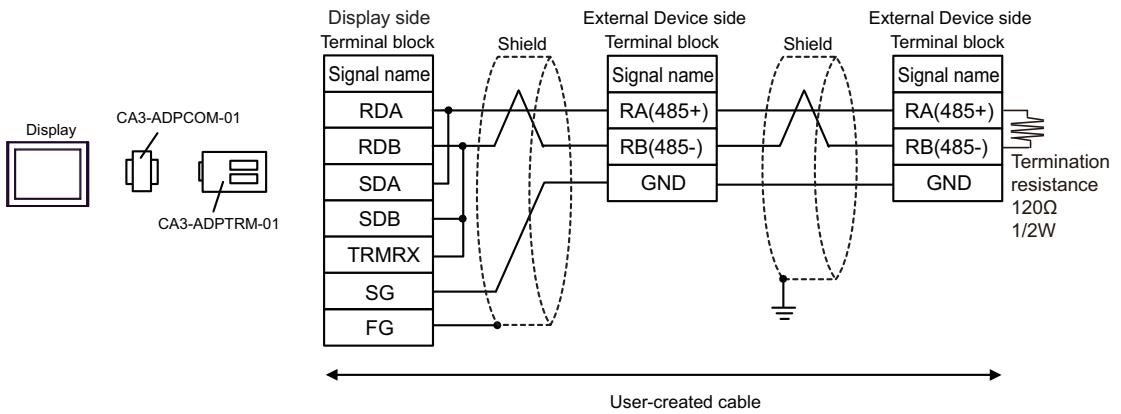 Display side
Terminal block
Signal name
RDA
RDB
SDA
SDB
TRMRX
SG
FG
Shield
External Device side
Terminal block
Signal name
RA(485+)
RB(485-)
GND
Shield
External Device side
Terminal block
Signal name
RA(485+)
RB(485-)
GND
Termination
resistance
120Ω
1/2W
Display
CA3-ADPCOM-01
CA3-ADPTRM-01
User-created cable